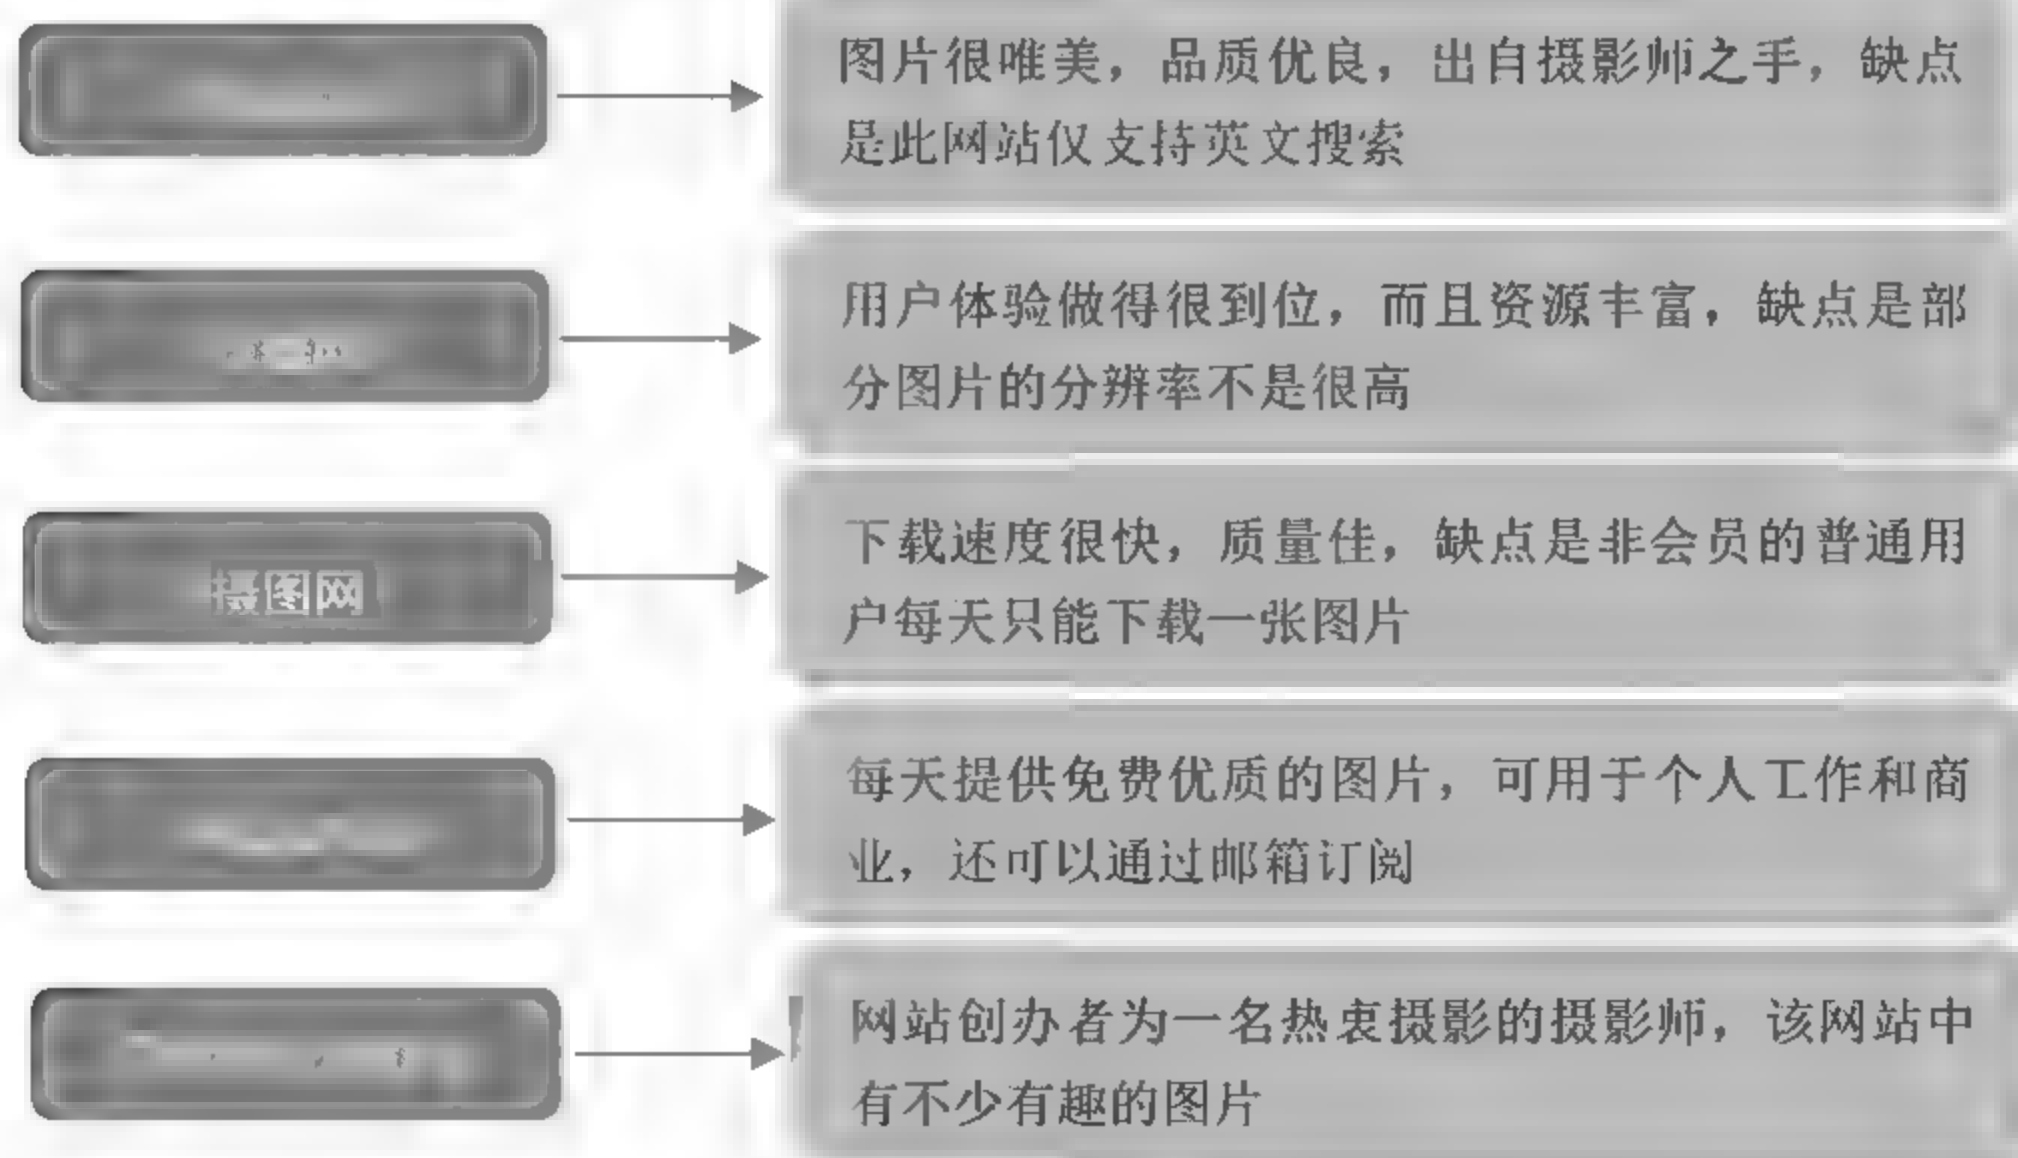 图片很唯美，品质优良，出自摄影师之手，缺点
是此网站仅支持英文搜索
用户体验做得很到位，而且资源丰富，缺点是部
分图片的分辨率不是很高
摄图网
下载速度很快，质量佳，缺点是非会员的普通用
户每天只能下载一张图片
每天提供免费优质的图片，可用于个人工作和商
业，还可以通过邮箱订阅
网站创办者为一名热衷摄影的摄影师，该网站中
有不少有趣的图片